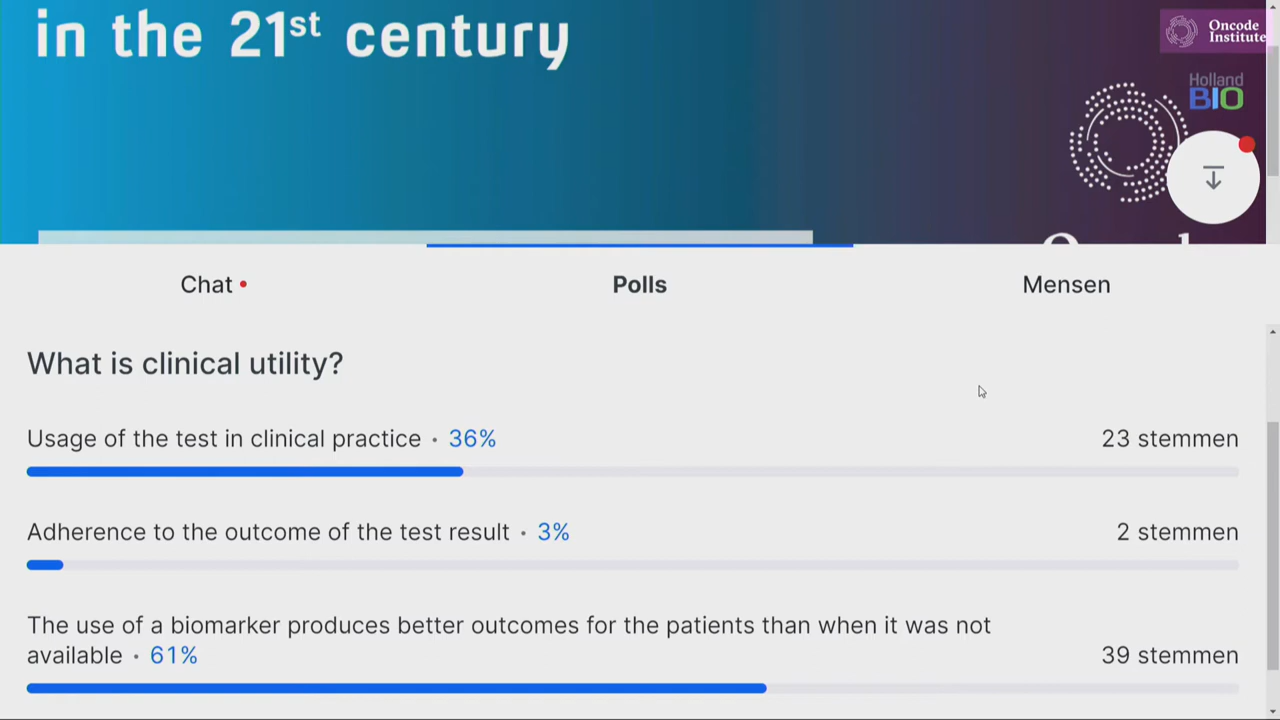 in the 21st century
Oncode
Institute
Holland
BIO
Chat
Polls
Mensen
What is clinical utility?
Usage of the test in clinical practice • 36%
23 stemmen
Adherence to the outcome of the test result • 3%
2 stemmen
The use of a biomarker produces better outcomes for the patients than when it was not
available • 61%
39 stemmen